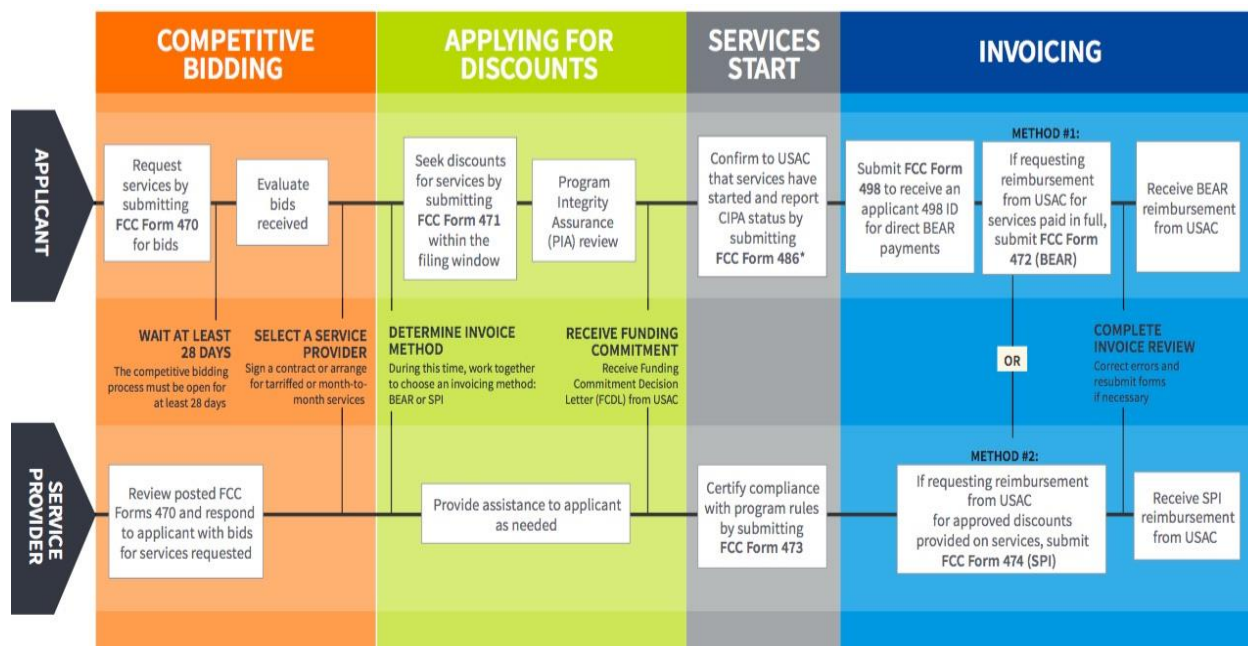 COMPETITIVE
BIDDING
APPLYING FOR
DISCOUNTS
SERVICES
START
INVOICING
APPLICANT
Request
services by
submitting
FCC Form 470
for bids
Evaluate
bids
received
Seek discounts
for services by
submitting
FCC Form 471
within the
filing window
Program
Integrity
Assurance
(PIA) review
Confirm to USAC
that services have
started and report
CIPA status by
submitting
FCC Form 486*
Submit FCC Form
498 to receive an
applicant 498 ID
for direct BEAR
payments
METHOD #1:
If requesting
reimbursement
from USAC for
services paid in full,
submit FCC Form
472 (BEAR)
Receive BEAR
reimbursement
from USAC
WAIT AT LEAST
28 DAYS
The competitive bidding
process must be open for
at least 28 days
SELECT A SERVICE
PROVIDER
Sign a contract or arrange
for tarriffed or month-to-
month services
DETERMINE INVOICE
METHOD
During this time, work together
to choose an invoicing method:
BEAR or SPI
RECEIVE FUNDING
COMMITMENT
Receive Funding
Commitment Decision
Letter (FCDL) from USAC
OR
COMPLETE
INVOICE REVIEW
Correct errors and
resubmit forms
if necessary
SERVICE
PROVIDER
Review posted FCC
Forms 470 and respond
to applicant with bids
for services requested
Provide assistance to applicant
as needed
Certify compliance
with program rules
by submitting
FCC Form 473
METHOD #2:
If requesting reimbursement
from USAC
for approved discounts
provided on services, submit
FCC Form 474 (SPI)
Receive SPI
reimbursement
from USAC